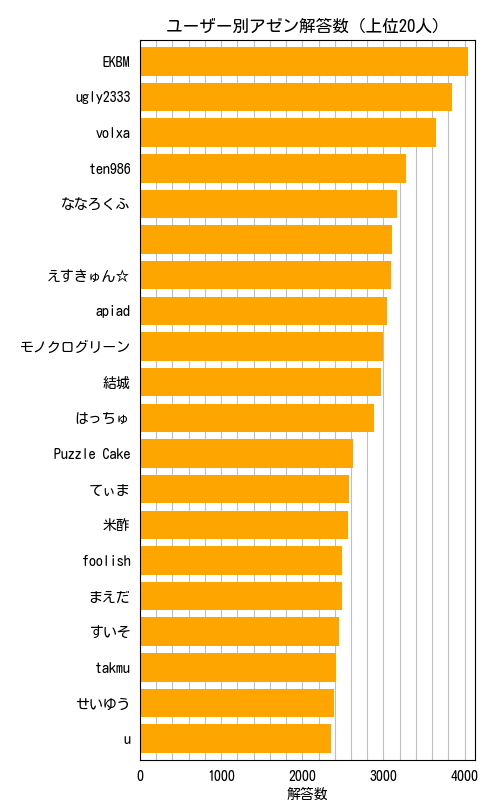 ユーザー別アゼン解答数 (上位20人)
EKBM
ugly2333
volxa
ten986
ななろくふ
えすきゅん☆
apiad
モノクログリーン
結城
はっちゅ
Puzzle Cake
てぃま
米酢
foolish
まえだ
すいそ
takmu
せいゆう
u
0 1000 2000 3000 4000
解答数